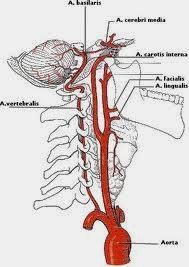 A. basilaris
A. cerebri media
A. carotis interna
A. facialis
A. lingualis
A.vertebralis
Aorta